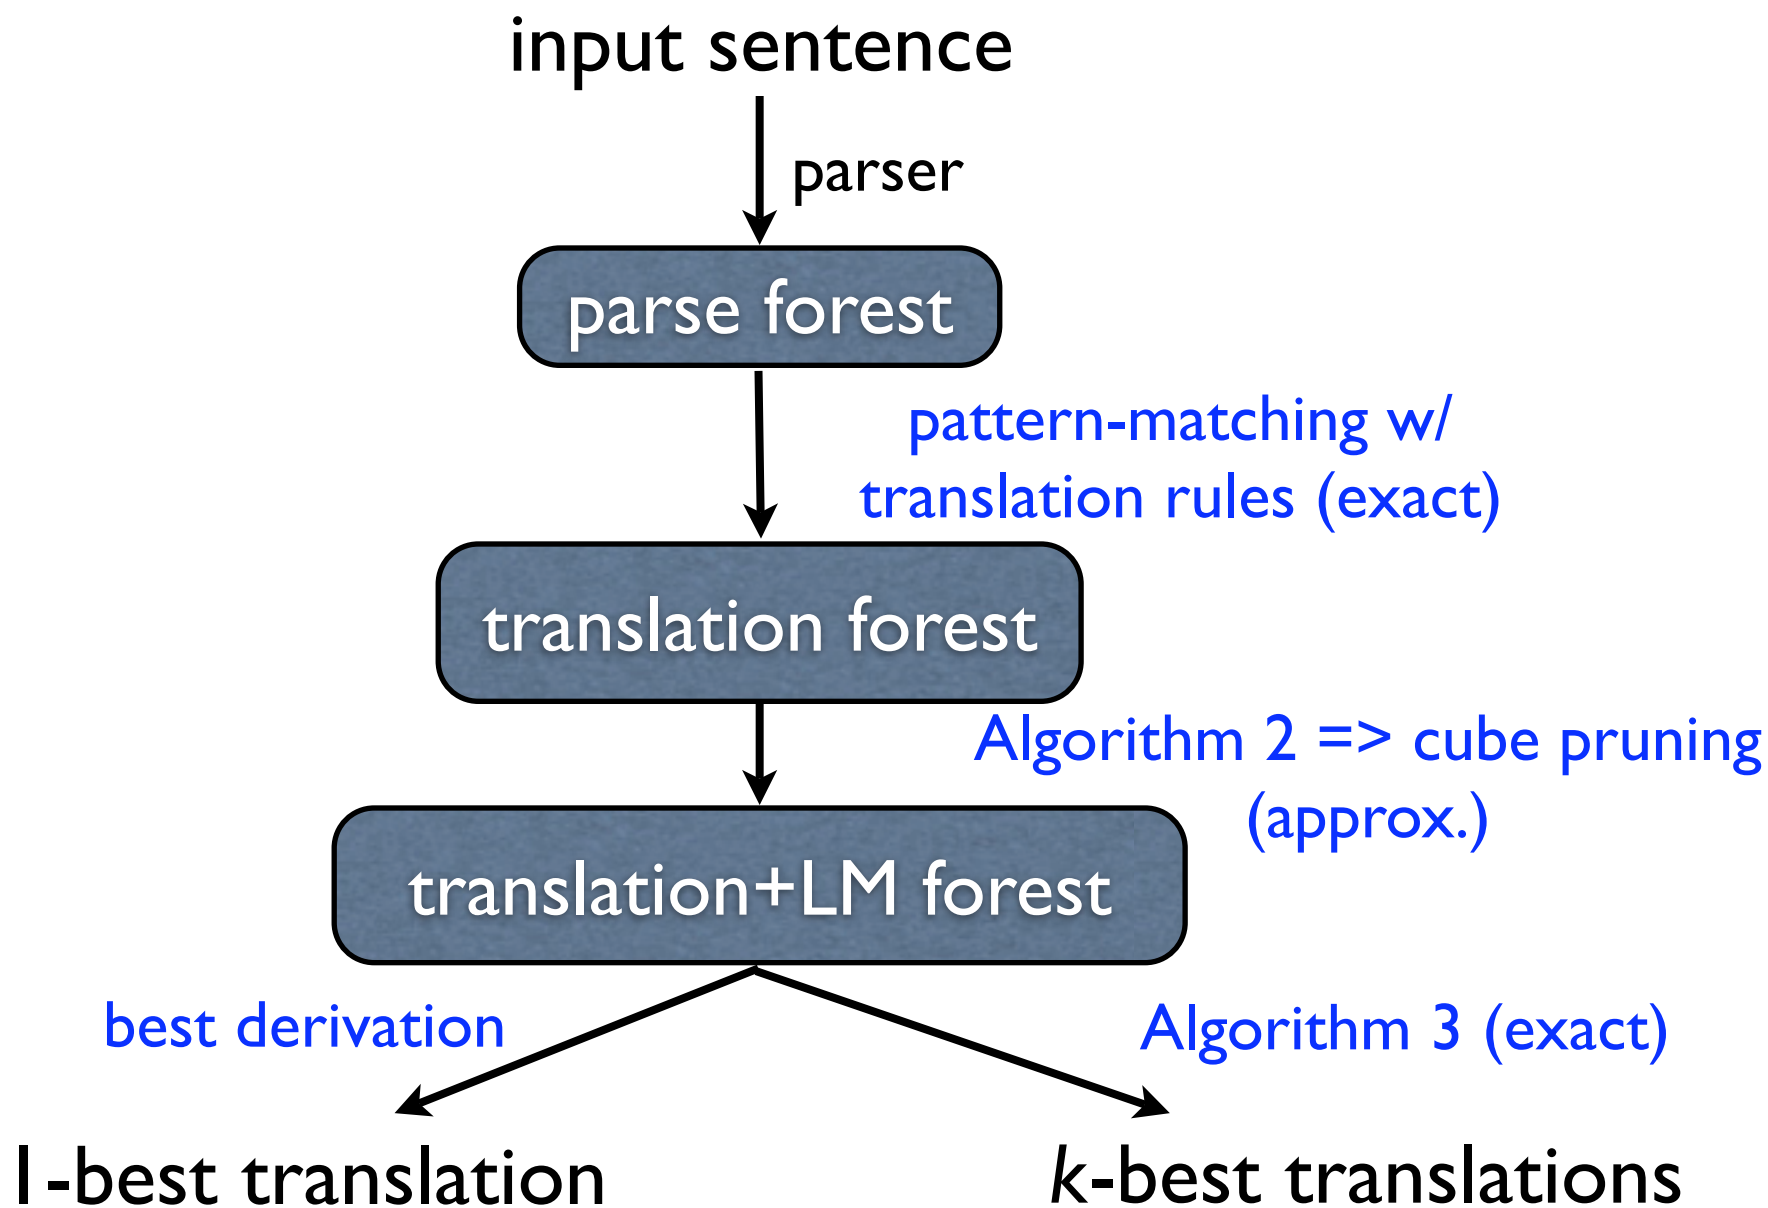 input sentence
parser
parse forest
pattern-matching w/
translation rules (exact)
translation forest
Algorithm 2 => cube pruning
(approx.)
translation+LM forest
best derivation
Algorithm 3 (exact)
1-best translation
k-best translations